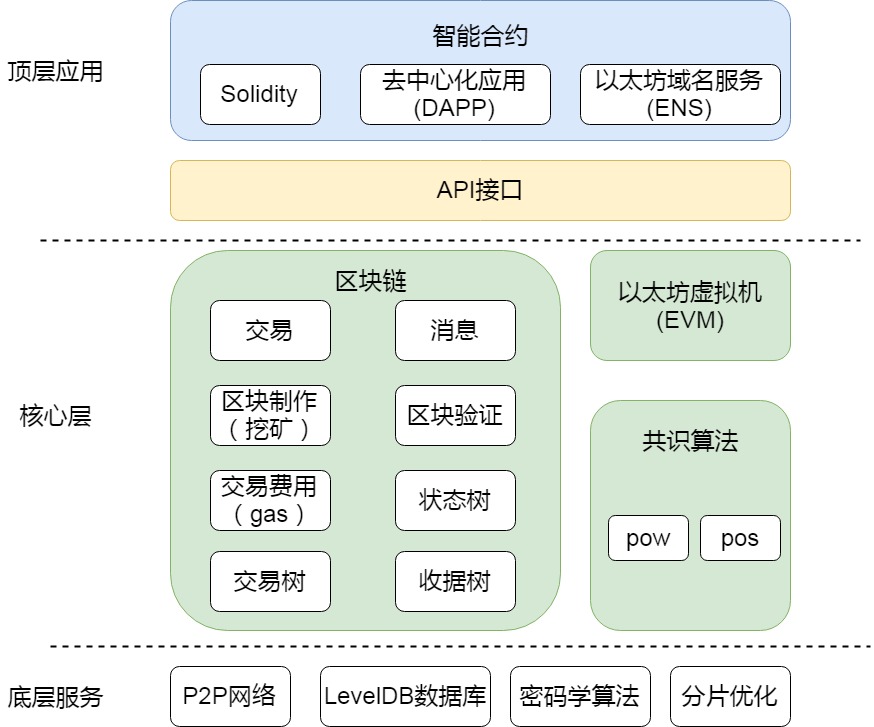 智能合约
顶层应用
Solidity
去中心化应用
(DAPP)
以太坊域名服务
(ENS)
API接口
区块链
交易
消息
区块制作
（挖矿）
区块验证
交易费用
（gas）
状态树
交易树
收据树
以太坊虚拟机
(EVM)
核心层
共识算法
pow
pos
底层服务
P2P网络
LevelDB数据库
密码学算法
分片优化